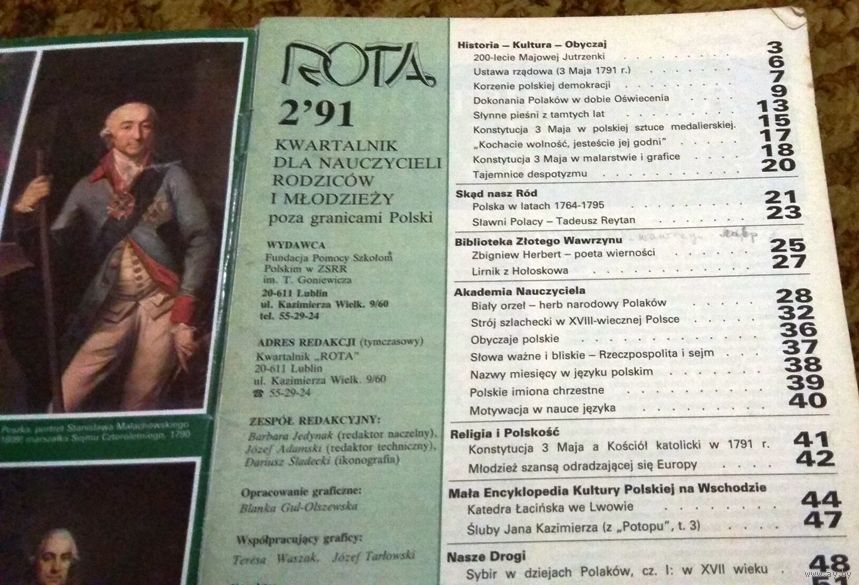 Peszka, portret Stanisława Małachowskiego
1809) marszałka Sejmu Czteroletniego, 1790
ROTA
2'91
KWARTALNIK
DLA NAUCZYCIELI
RODZICÓW
I MŁODZIEŻY
poza granicami Polski
WYDAWCA
Fundacja Pomocy Szkołom
Polskim w ZSRR
im. T. Goniewicza
20-611 Lublin
ul. Kazimierza Wielk. 9/60
tel. 55-29-24
ADRES REDAKCJI (tymczasowy)
Kwartalnik „ROTA"
20-611 Lublin
ul. Kazimierza Wielk. 9/60
☎ 55-29-24
ZESPÓŁ REDAKCYJNY:
Barbara Jedynak (redaktor naczelny),
Józef Adamski (redaktor techniczny),
Dariusz Śladecki (ikonografia)
Opracowanie graficzne:
Blanka Gul-Olszewska
Współpracujący graficy:
Teresa Waszak, Józef Tarłowski
Historia – Kultura – Obyczaj
200-lecie Majowej Jutrzenki 3
Ustawa rządowa (3 Maja 1791 r.) 6
Korzenie polskiej demokracji 7
Dokonania Polaków w dobie Oświecenia 9
Słynne pieśni z tamtych lat 13
Konstytucja 3 Maja w polskiej sztuce medalierskiej. 15
„Kochacie wolność, jesteście jej godni" 17
Konstytucja 3 Maja w malarstwie i grafice 18
Tajemnice despotyzmu 20
Skąd nasz Ród
Polska w latach 1764-1795 21
Sławni Polacy – Tadeusz Reytan 23
Biblioteka Złotego Wawrzynu
Zbigniew Herbert – poeta wierności 25
Lirnik z Hołoskowa 27
Akademia Nauczyciela
Biały orzeł – herb narodowy Polaków 28
Strój szlachecki w XVIII-wiecznej Polsce 32
Obyczaje polskie 36
Słowa ważne i bliskie – Rzeczpospolita i sejm 37
Nazwy miesięcy w języku polskim 38
Polskie imiona chrzestne 39
Motywacja w nauce języka 40
Religia i Polskość
Konstytucja 3 Maja a Kościół katolicki w 1791 r. 41
Młodzież szansą odradzającej się Europy 42
Mała Encyklopedia Kultury Polskiej na Wschodzie
Katedra Łacińska we Lwowie 44
Śluby Jana Kazimierza (z „Potopu", t. 3) 47
Nasze Drogi
Sybir w dziejach Polaków, cz. I: w XVII wieku 48